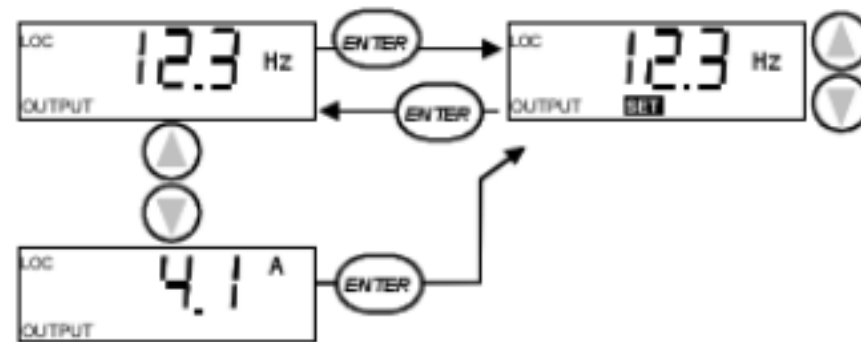 LOC
12.3 Hz
OUTPUT
ENTER
ENTER
LOC
12.3 Hz
OUTPUT SET
LOC
4.1 A
OUTPUT
ENTER